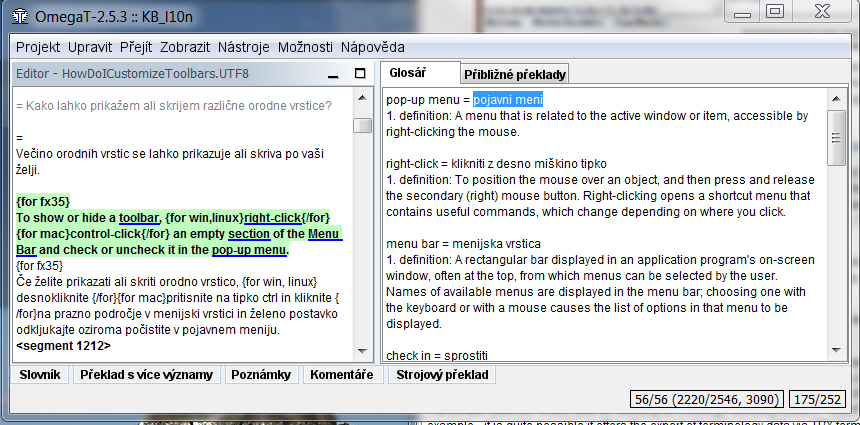 OmegaT-2.5.3 :: KB_l10n
Projekt Upravit Přejít Zobrazit Nástroje Možnosti Nápověda
Editor - HowDoICustomizeToolbars.UTF8
= Kako lahko prikažem ali skrijem različne orodne vrstice?
=
Večino orodnih vrstic se lahko prikazuje ali skriva po vaši
želji.
{for fx35}
To show or hide a toolbar, {for win,linux}right-click{/for}
{for mac}control-click{/for} an empty section of the Menu
Bar and check or uncheck it in the pop-up menu.
{for fx35}
Če želite prikazati ali skriti orodno vrstico, {for win, linux}
desnokliknite {/for}{for mac}pritisnite na tipko ctrl in kliknite {
/for}na prazno področje v menijski vrstici in želeno postavko
odkljukajte oziroma počistite v pojavnem meniju.
<segment 1212>
Glosář
Přibližné překlady
pop-up menu = pojavni meni
1. definition: A menu that is related to the active window or item, accessible by
right-clicking the mouse.
right-click = klikniti z desno miškino tipko
1. definition: To position the mouse over an object, and then press and release
the secondary (right) mouse button. Right-clicking opens a shortcut menu that
contains useful commands, which change depending on where you click.
menu bar = menijska vrstica
1. definition: A rectangular bar displayed in an application program's on-screen
window, often at the top, from which menus can be selected by the user.
Names of available menus are displayed in the menu bar; choosing one with
the keyboard or with a mouse causes the list of options in that menu to be
displayed.
check in = sprostiti
Slovník Překlad s více významy Poznámky Komentáře Strojový překlad
56/56 (2220/2546, 3090) 175/252